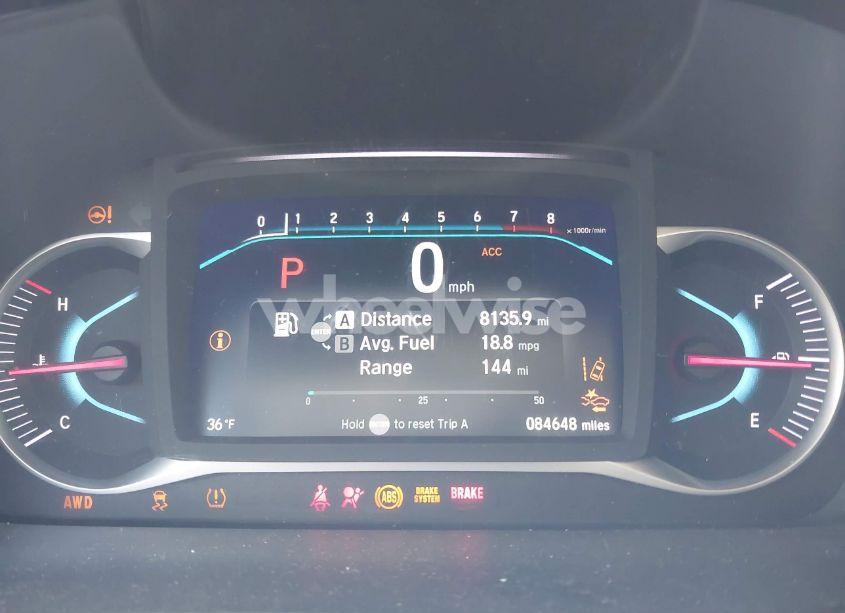 0 1 2 3 4 5 6 7 8 x 1000r/min
P 0 mph ACC
H
F
wheelwise
A Distance 8135.9 mi
ENTER
B Avg. Fuel 18.8 mpg
Range 144 mi
0 25 50
C
E
36°F Hold to reset Trip A 084648 miles
AWD ABS BRAKE SYSTEM BRAKE